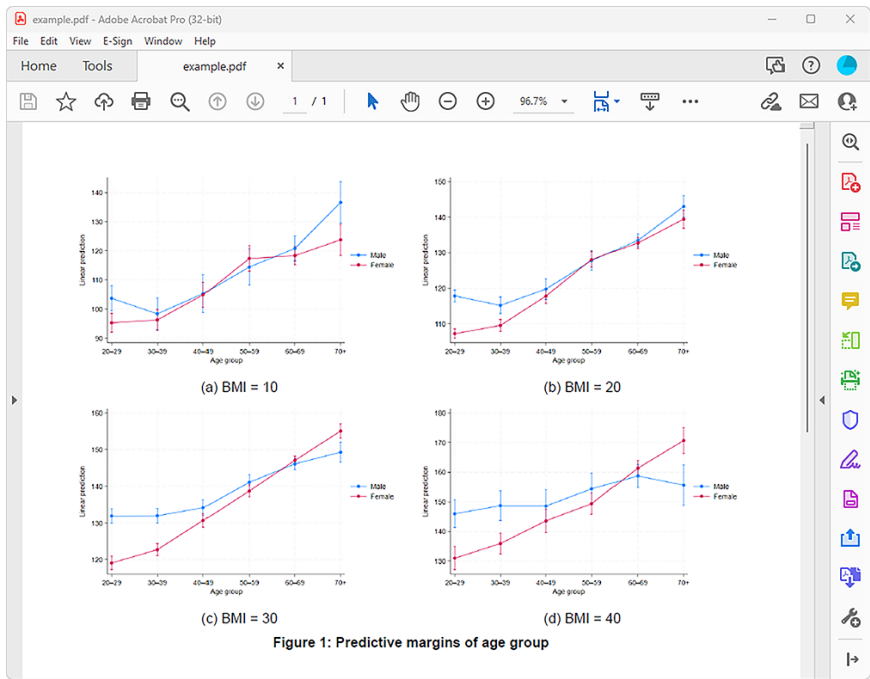 example.pdf - Adobe Acrobat Pro (32-bit)
File Edit View E-Sign Window Help
Home Tools example.pdf ×
1 / 1 96.7%
140
130
120
110
100
90
Linear prediction
20–29 30–39 40–49 50–59 60–69 70+
Age group
Male
Female
(a) BMI = 10
150
140
130
120
110
Linear prediction
20–29 30–39 40–49 50–59 60–69 70+
Age group
Male
Female
(b) BMI = 20
160
150
140
130
120
Linear prediction
20–29 30–39 40–49 50–59 60–69 70+
Age group
Male
Female
(c) BMI = 30
180
170
160
150
140
130
Linear prediction
20–29 30–39 40–49 50–59 60–69 70+
Age group
Male
Female
(d) BMI = 40
Figure 1: Predictive margins of age group